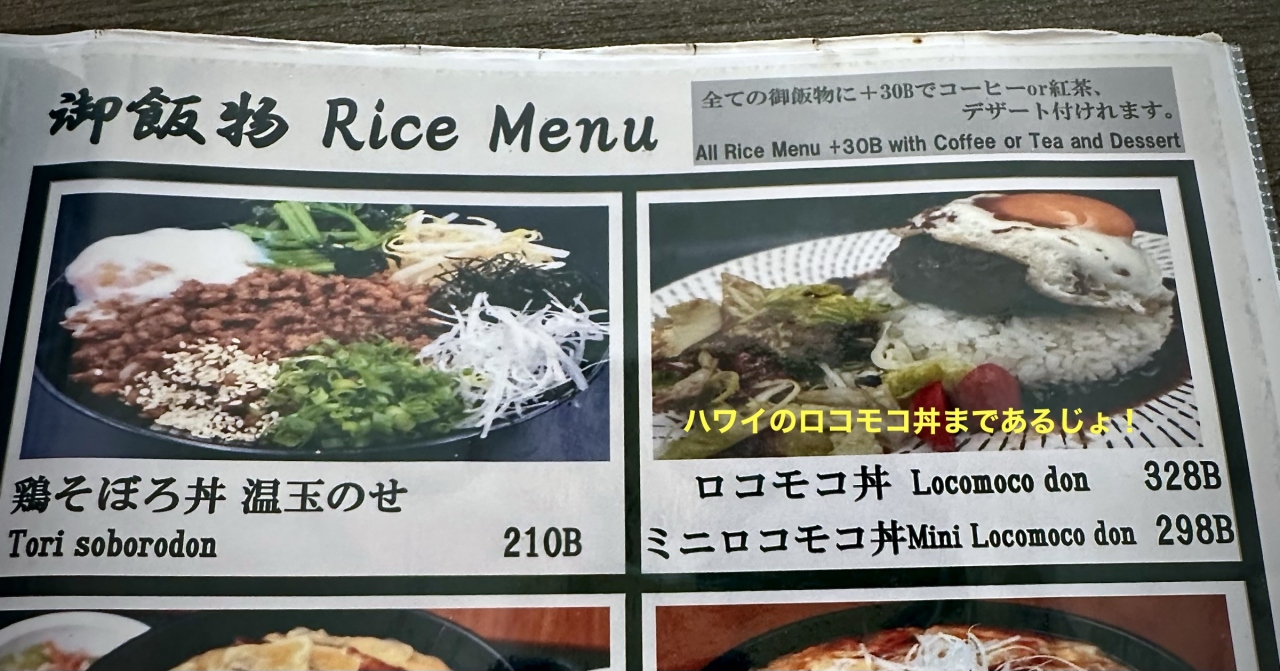 御飯物 Rice Menu
全ての御飯物に＋30Bでコーヒーor紅茶、
デザート付けれます。
All Rice Menu +30B with Coffee or Tea and Dessert
ハワイのロコモコ丼まであるじょ！
鶏そぼろ丼 温玉のせ
Tori soborodon 210B
ロコモコ丼 Locomoco don 328B
ミニロコモコ丼Mini Locomoco don 298B